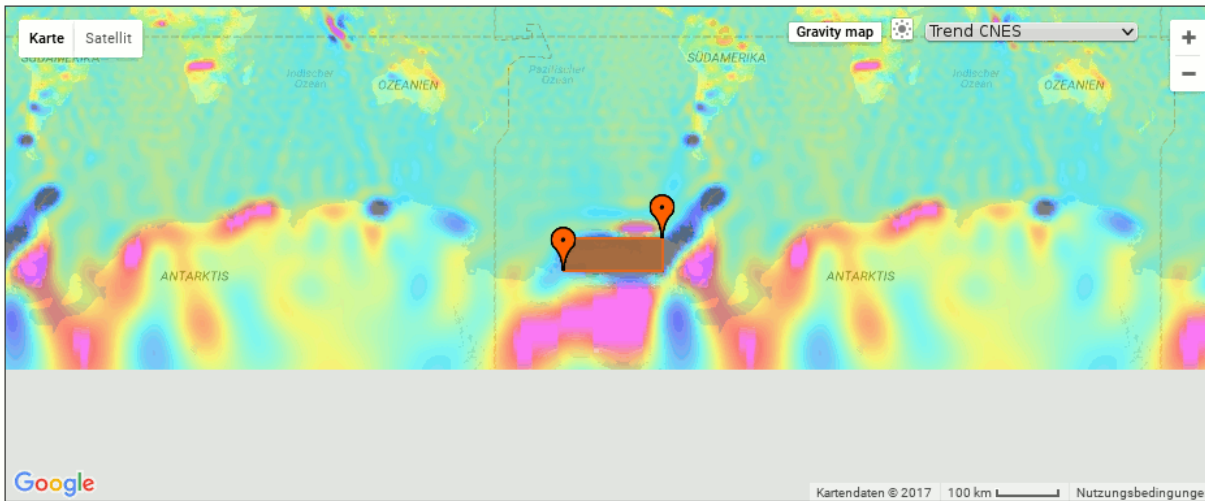 Karte Satellit
Gravity map Trend CNES
+
−
SÜDAMERIKA
Indischer
Ozean
OZEANIEN
Pazifischer
Ozean
SÜDAMERIKA
Indischer
Ozean
OZEANIEN
ANTARKTIS
ANTARKTIS
Google
Kartendaten © 2017 100 km Nutzungsbedingunge